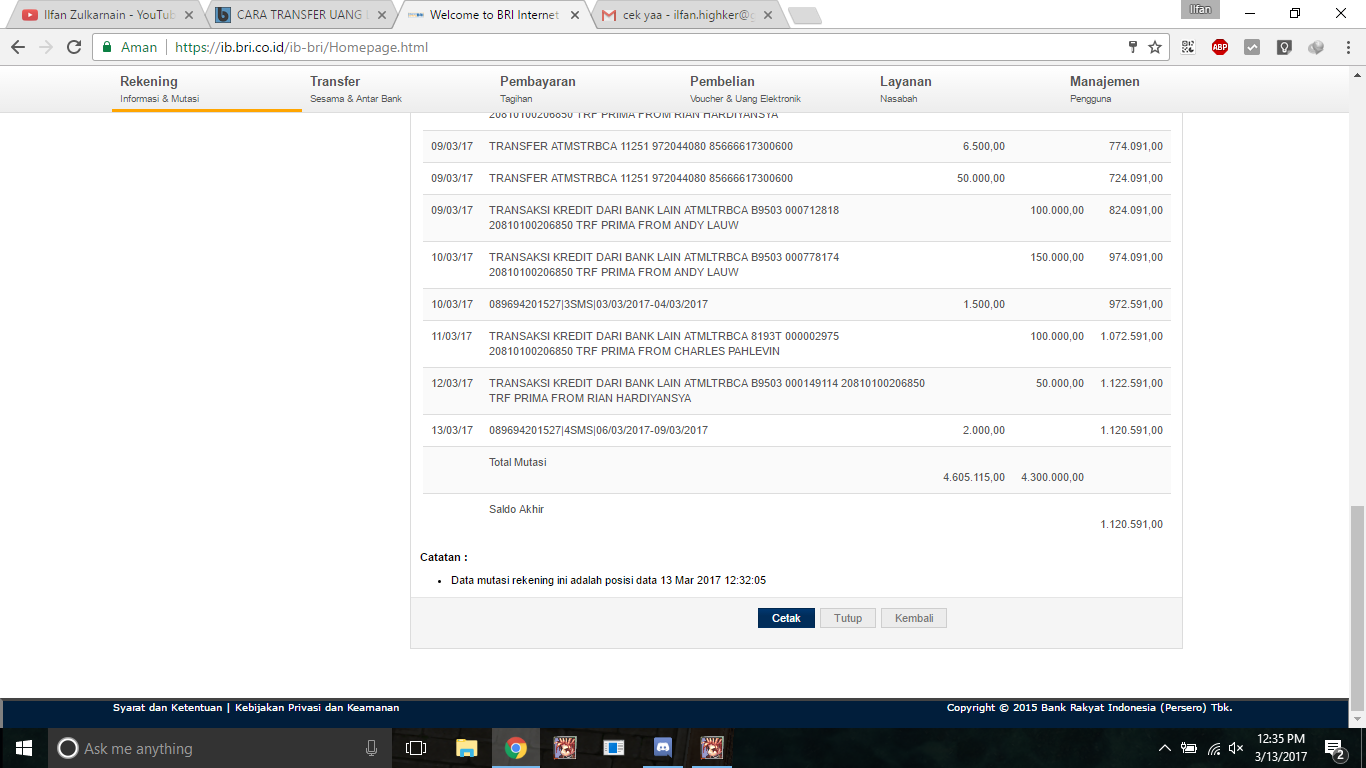 Ilfan
Ilfan Zulkarnain - YouTub
CARA TRANSFER UANG
Welcome to BRI Internet
cek yaa - ilfan.highker@g
Aman | https://ib.bri.co.id/ib-bri/Homepage.html
ABP
Rekening
Informasi & Mutasi
Transfer
Sesama & Antar Bank
Pembayaran
Tagihan
Pembelian
Voucher & Uang Elektronik
Layanan
Nasabah
Manajemen
Pengguna
20810100206850 TRF PRIMA FROM RIAN HARDIYANSYA
09/03/17 TRANSFER ATMSTRBCA 11251 972044080 85666617300600 6.500,00 774.091,00
09/03/17 TRANSFER ATMSTRBCA 11251 972044080 85666617300600 50.000,00 724.091,00
09/03/17 TRANSAKSI KREDIT DARI BANK LAIN ATMLTRBCA B9503 000712818 100.000,00 824.091,00
20810100206850 TRF PRIMA FROM ANDY LAUW
10/03/17 TRANSAKSI KREDIT DARI BANK LAIN ATMLTRBCA B9503 000778174 150.000,00 974.091,00
20810100206850 TRF PRIMA FROM ANDY LAUW
10/03/17 089694201527|3SMS|03/03/2017-04/03/2017 1.500,00 972.591,00
11/03/17 TRANSAKSI KREDIT DARI BANK LAIN ATMLTRBCA 8193T 000002975 100.000,00 1.072.591,00
20810100206850 TRF PRIMA FROM CHARLES PAHLEVIN
12/03/17 TRANSAKSI KREDIT DARI BANK LAIN ATMLTRBCA B9503 000149114 20810100206850 50.000,00 1.122.591,00
TRF PRIMA FROM RIAN HARDIYANSYA
13/03/17 089694201527|4SMS|06/03/2017-09/03/2017 2.000,00 1.120.591,00
Total Mutasi
4.605.115,00 4.300.000,00
Saldo Akhir
1.120.591,00
Catatan :
• Data mutasi rekening ini adalah posisi data 13 Mar 2017 12:32:05
Cetak Tutup Kembali
Syarat dan Ketentuan | Kebijakan Privasi dan Keamanan
Copyright © 2015 Bank Rakyat Indonesia (Persero) Tbk.
Ask me anything
12:35 PM
3/13/2017
2